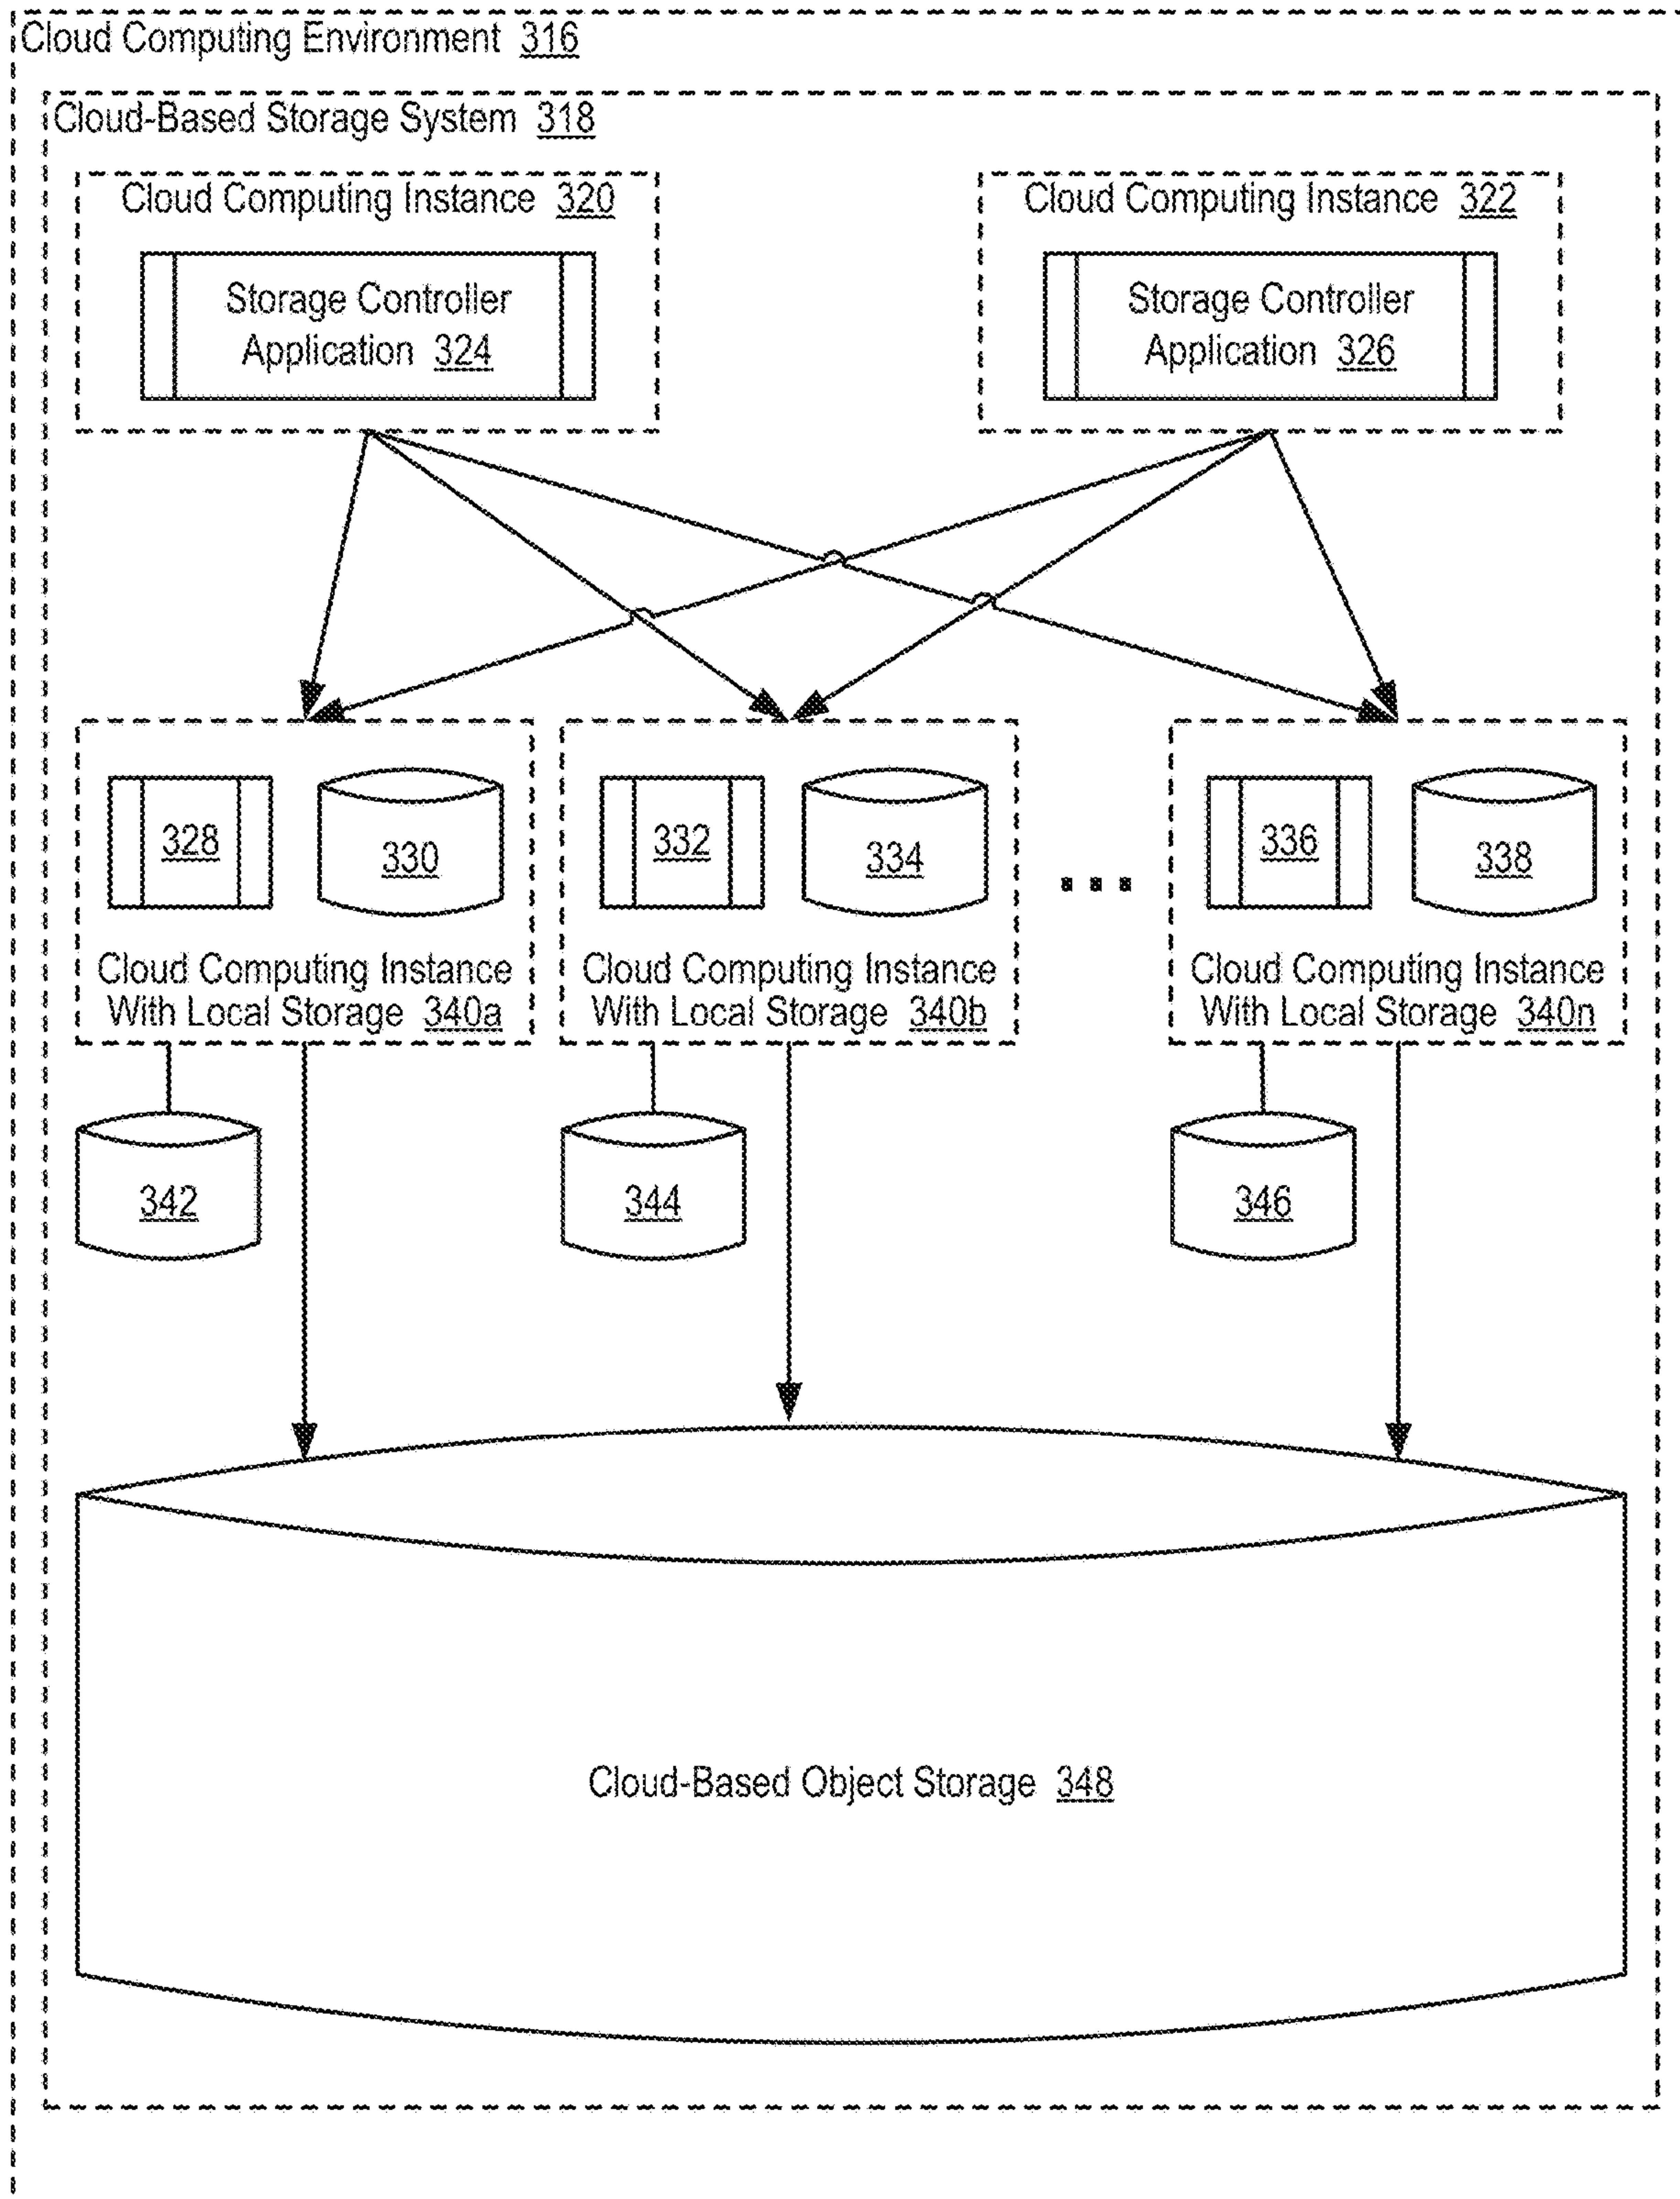 Cloud Computing Environment 316
Cloud-Based Storage System 318
Cloud Computing Instance 320
Storage Controller
Application 324
Cloud Computing Instance 322
Storage Controller
Application 326
328
330
Cloud Computing Instance
With Local Storage 340a
332
334
Cloud Computing Instance
With Local Storage 340b
...
336
338
Cloud Computing Instance
With Local Storage 340n
342
344
346
Cloud-Based Object Storage 348